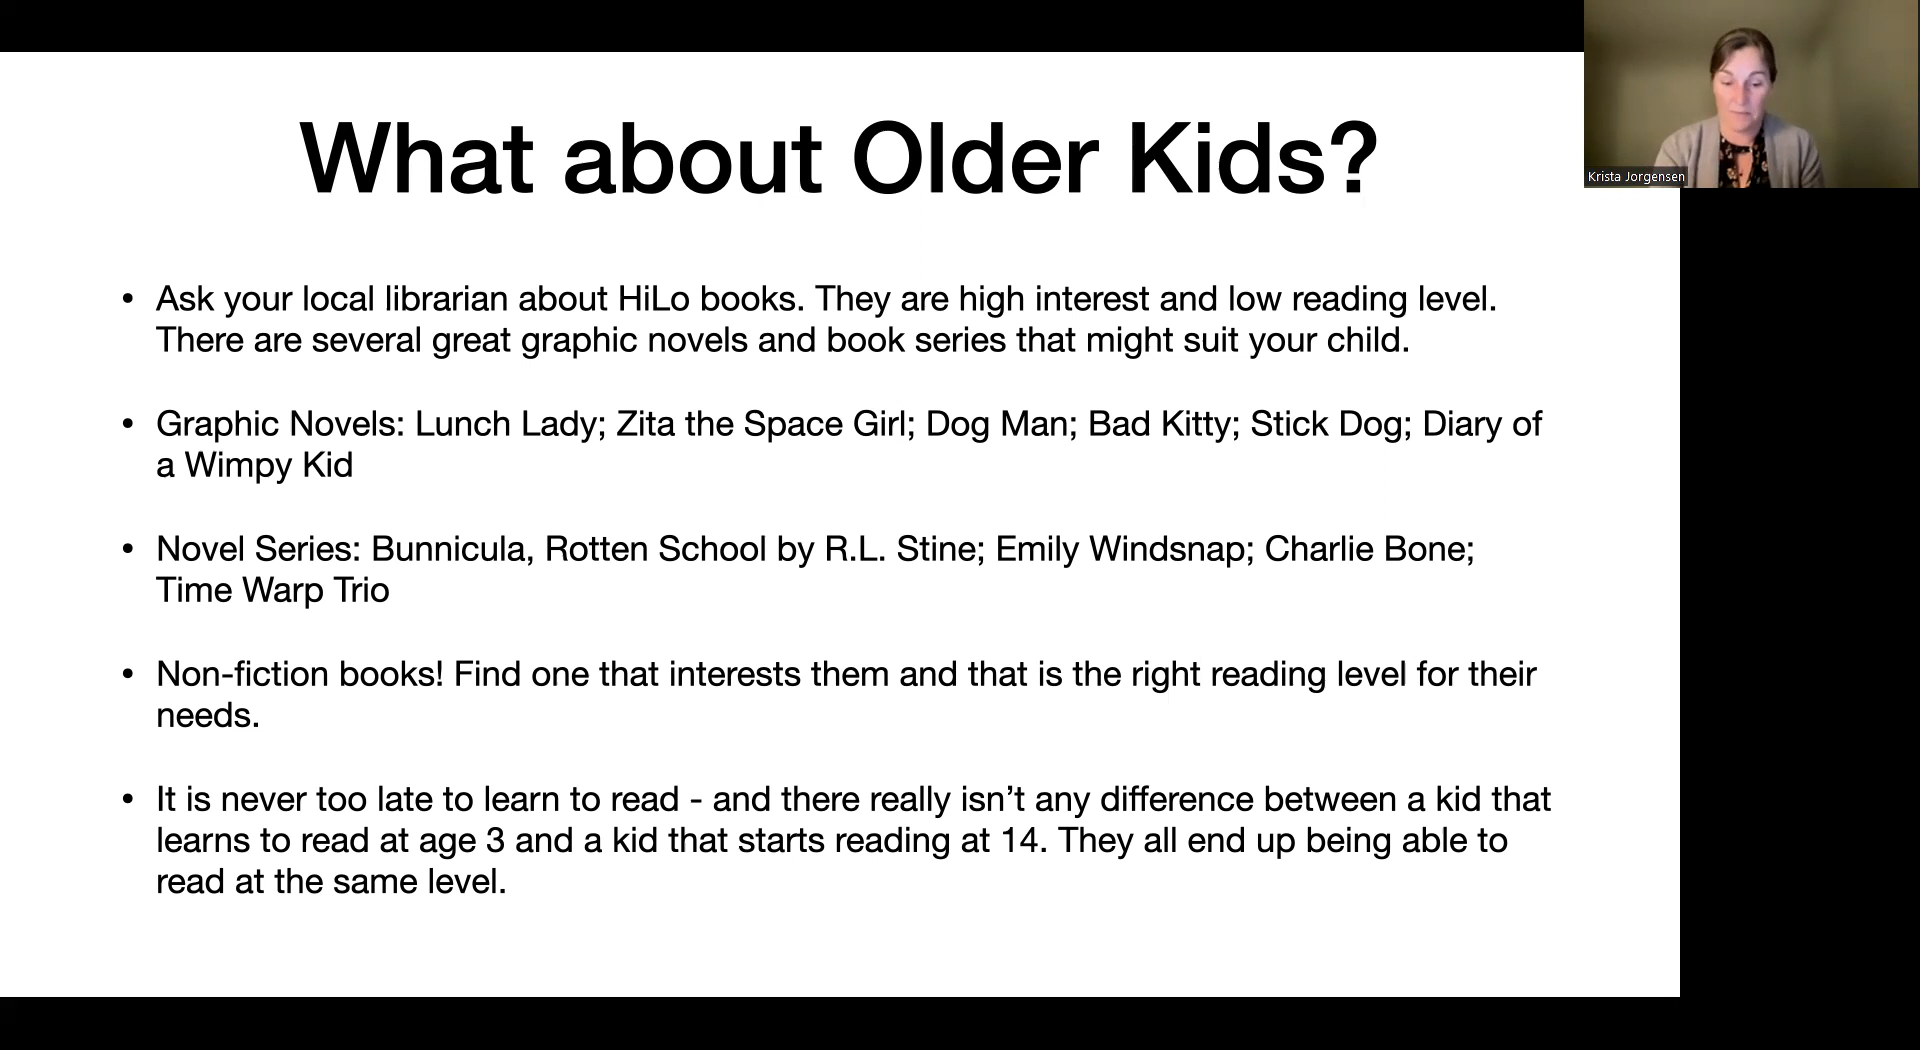 What about Older Kids?
Krista Jorgensen
• Ask your local librarian about HiLo books. They are high interest and low reading level.
There are several great graphic novels and book series that might suit your child.
• Graphic Novels: Lunch Lady; Zita the Space Girl; Dog Man; Bad Kitty; Stick Dog; Diary of
a Wimpy Kid
• Novel Series: Bunnicula, Rotten School by R.L. Stine; Emily Windsnap; Charlie Bone;
Time Warp Trio
• Non-fiction books! Find one that interests them and that is the right reading level for their
needs.
• It is never too late to learn to read - and there really isn’t any difference between a kid that
learns to read at age 3 and a kid that starts reading at 14. They all end up being able to
read at the same level.